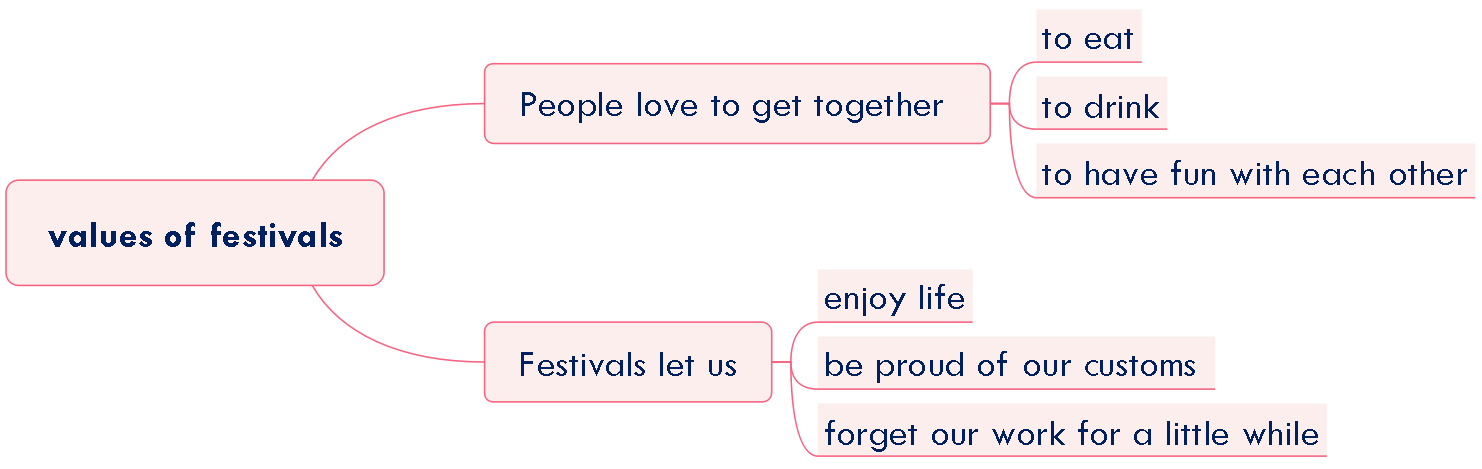 values of festivals
People love to get together
to eat
to drink
to have fun with each other
Festivals let us
enjoy life
be proud of our customs
forget our work for a little while